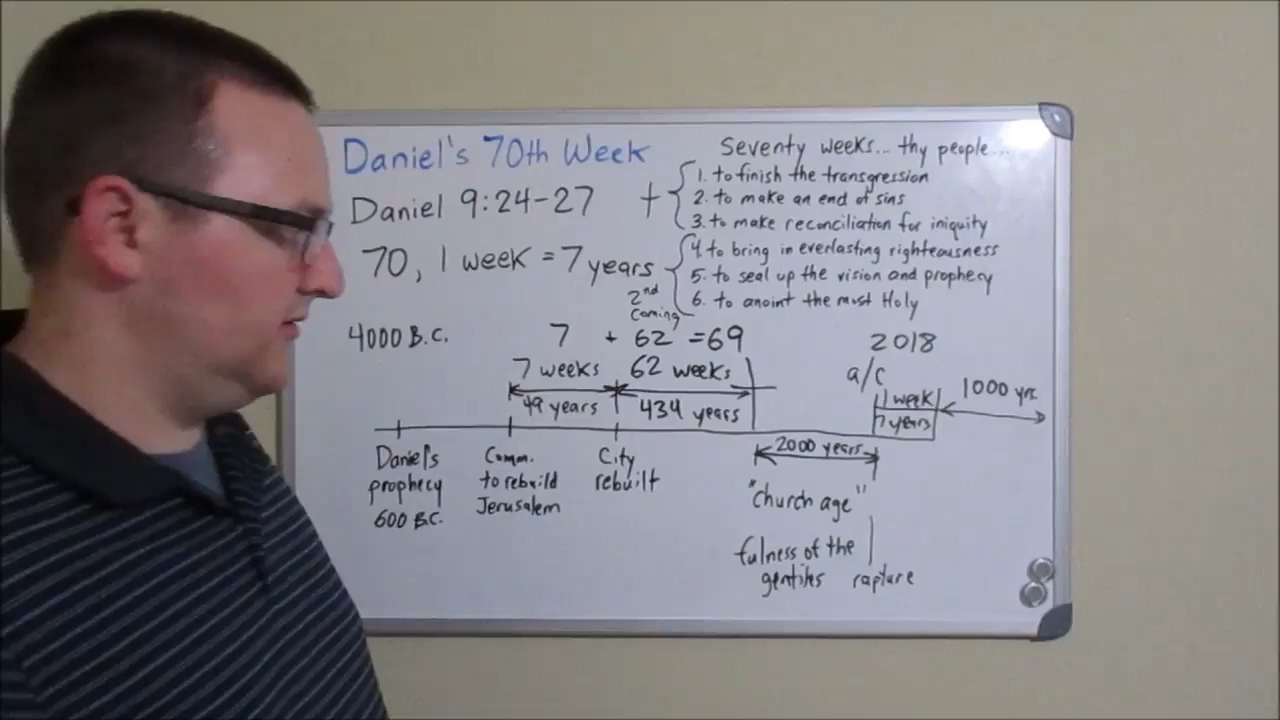 Daniel's 70th Week
Daniel 9:24-27
70, 1 week = 7 years
Seventy weeks... thy people...
1. to finish the transgression
2. to make an end of sins
3. to make reconciliation for iniquity
4. to bring in everlasting righteousness
5. to seal up the vision and prophecy
6. to anoint the most Holy
2nd
Coming
4000 B.C.
7 + 62 = 69
2018
7 weeks
62 weeks
a/c
49 years
434 years
1 week
7 years
1000 yrs.
2000 years
Daniel's
prophecy
600 B.C.
Comm.
to rebuild
Jerusalem
City
rebuilt
"church age"
fulness of the
gentiles
rapture